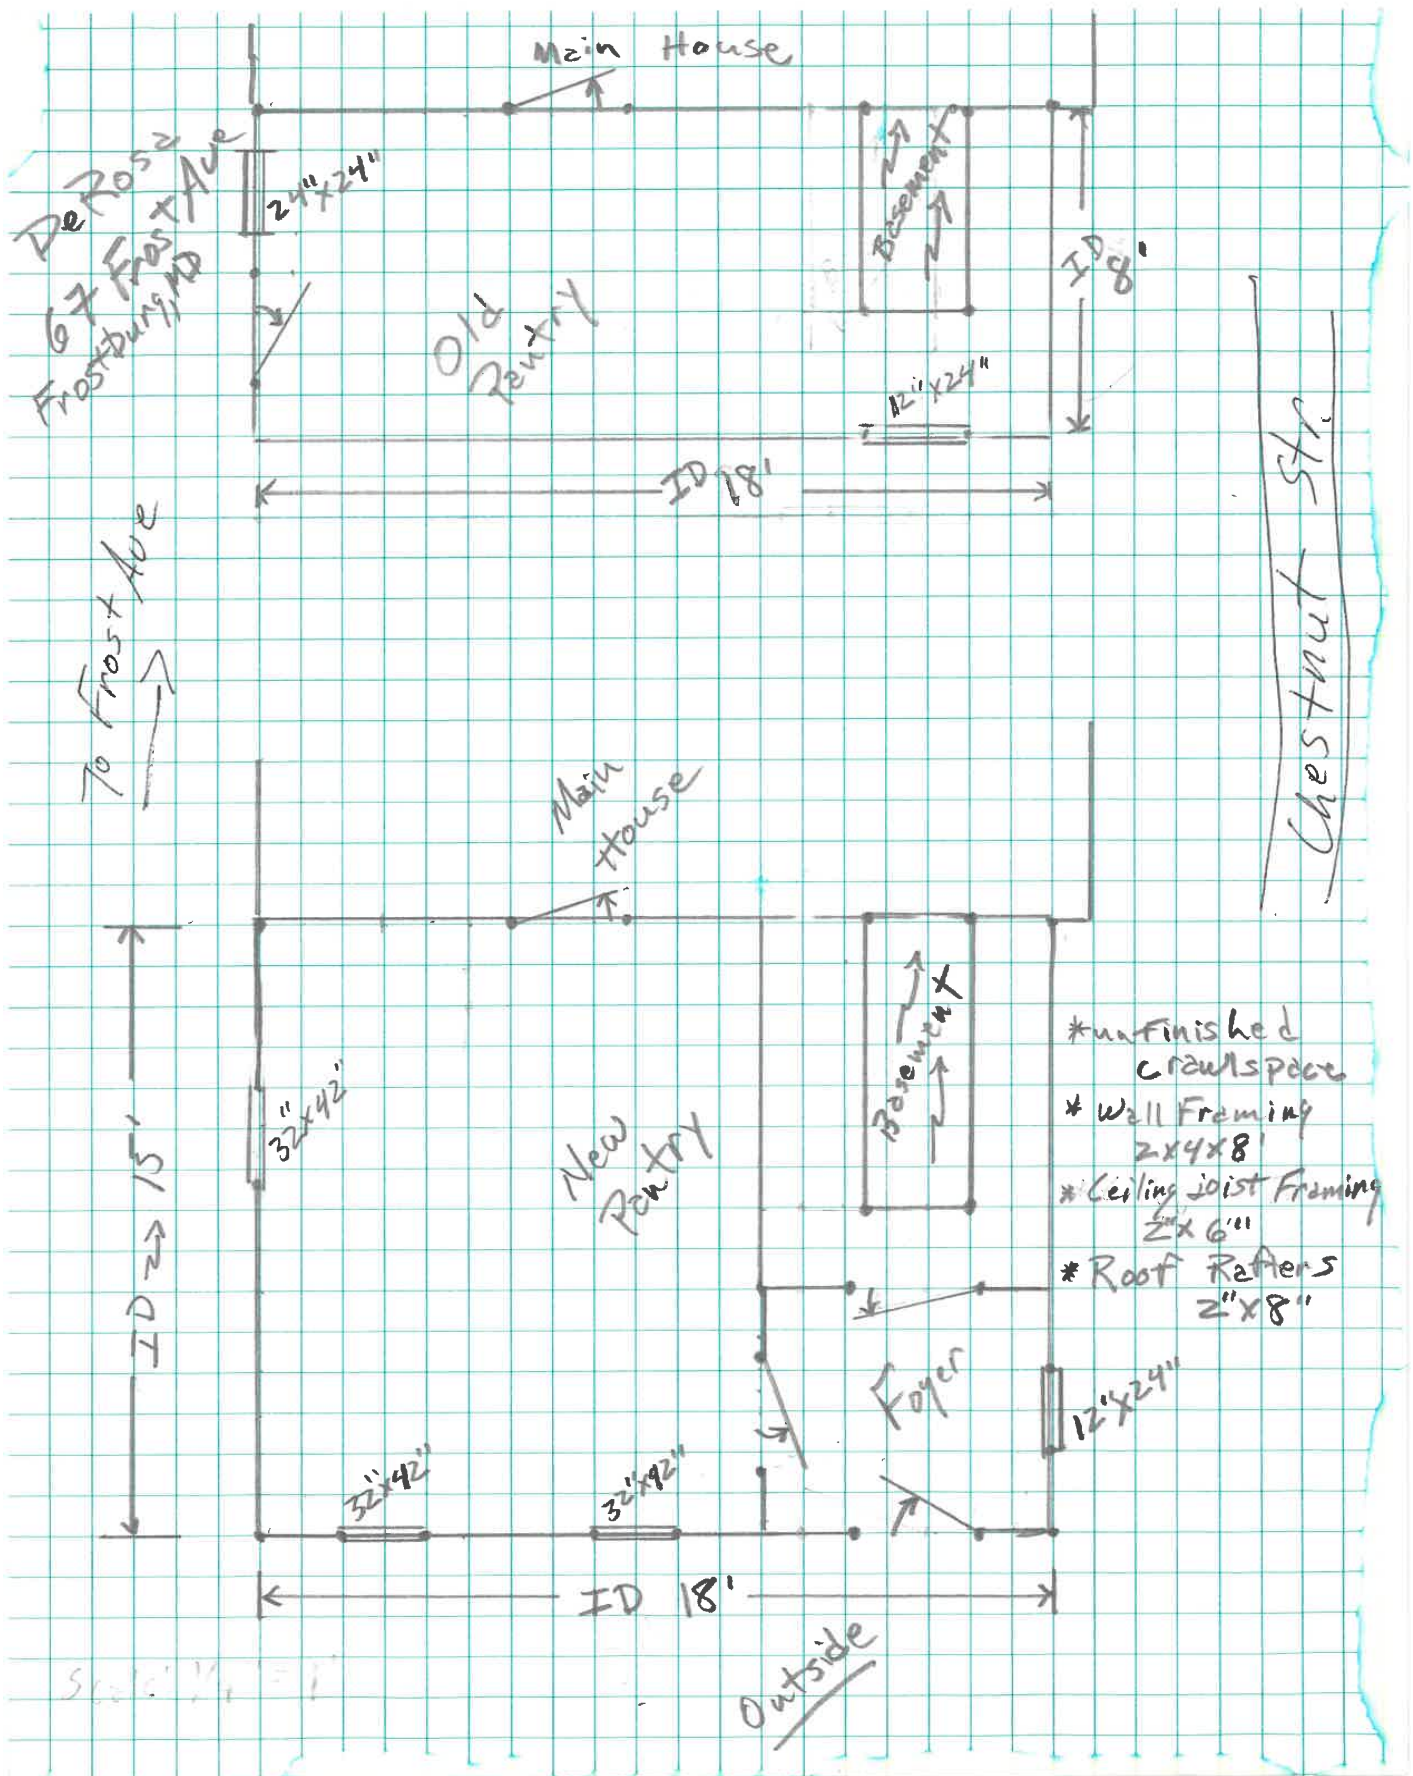 Main House
DeRosa
67 Frost Ave
Frostburg, MD
24"x24"
Basement
ID 8'
Old
Pantry
12"x24"
ID 18'
Chestnut Str.
To Frost Ave
Main
House
Basement
ID 15'
32"x42'
New
Pantry
*unfinished
crawlspace
* Wall Framing
2x4x8'
* Ceiling joist Framing
2"x6""
* Roof Rafters
2"x8"
Foyer
12"x24"
32"x42"
32"x42"
ID 18'
Outside